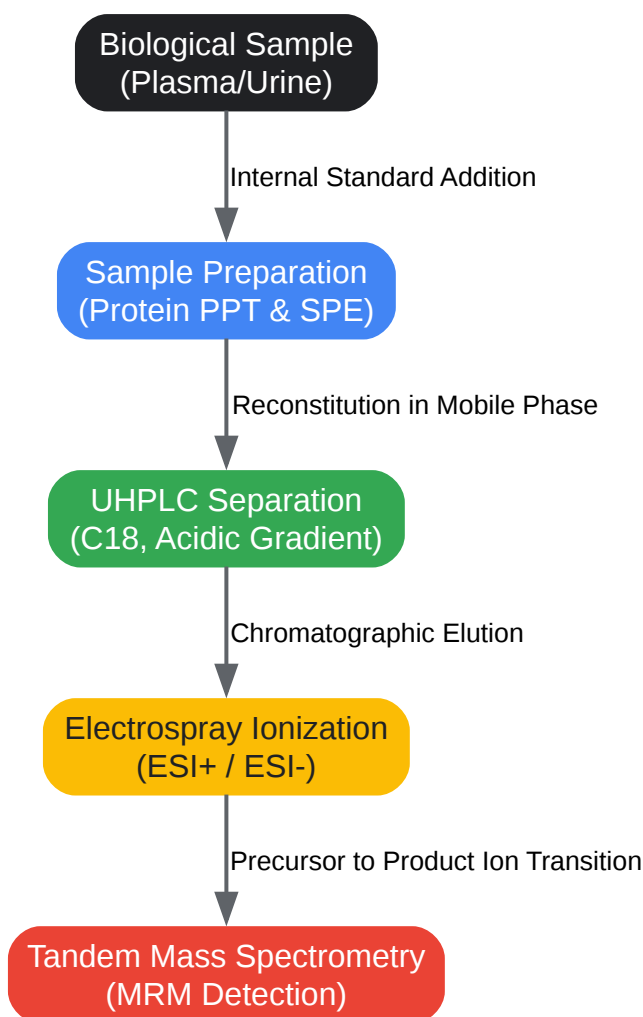 Biological Sample
(Plasma/Urine)
Internal Standard Addition
Sample Preparation
(Protein PPT & SPE)
Reconstitution in Mobile Phase
UHPLC Separation
(C18, Acidic Gradient)
Chromatographic Elution
Electrospray Ionization
(ESI+ / ESI-)
Precursor to Product Ion Transition
Tandem Mass Spectrometry
(MRM Detection)